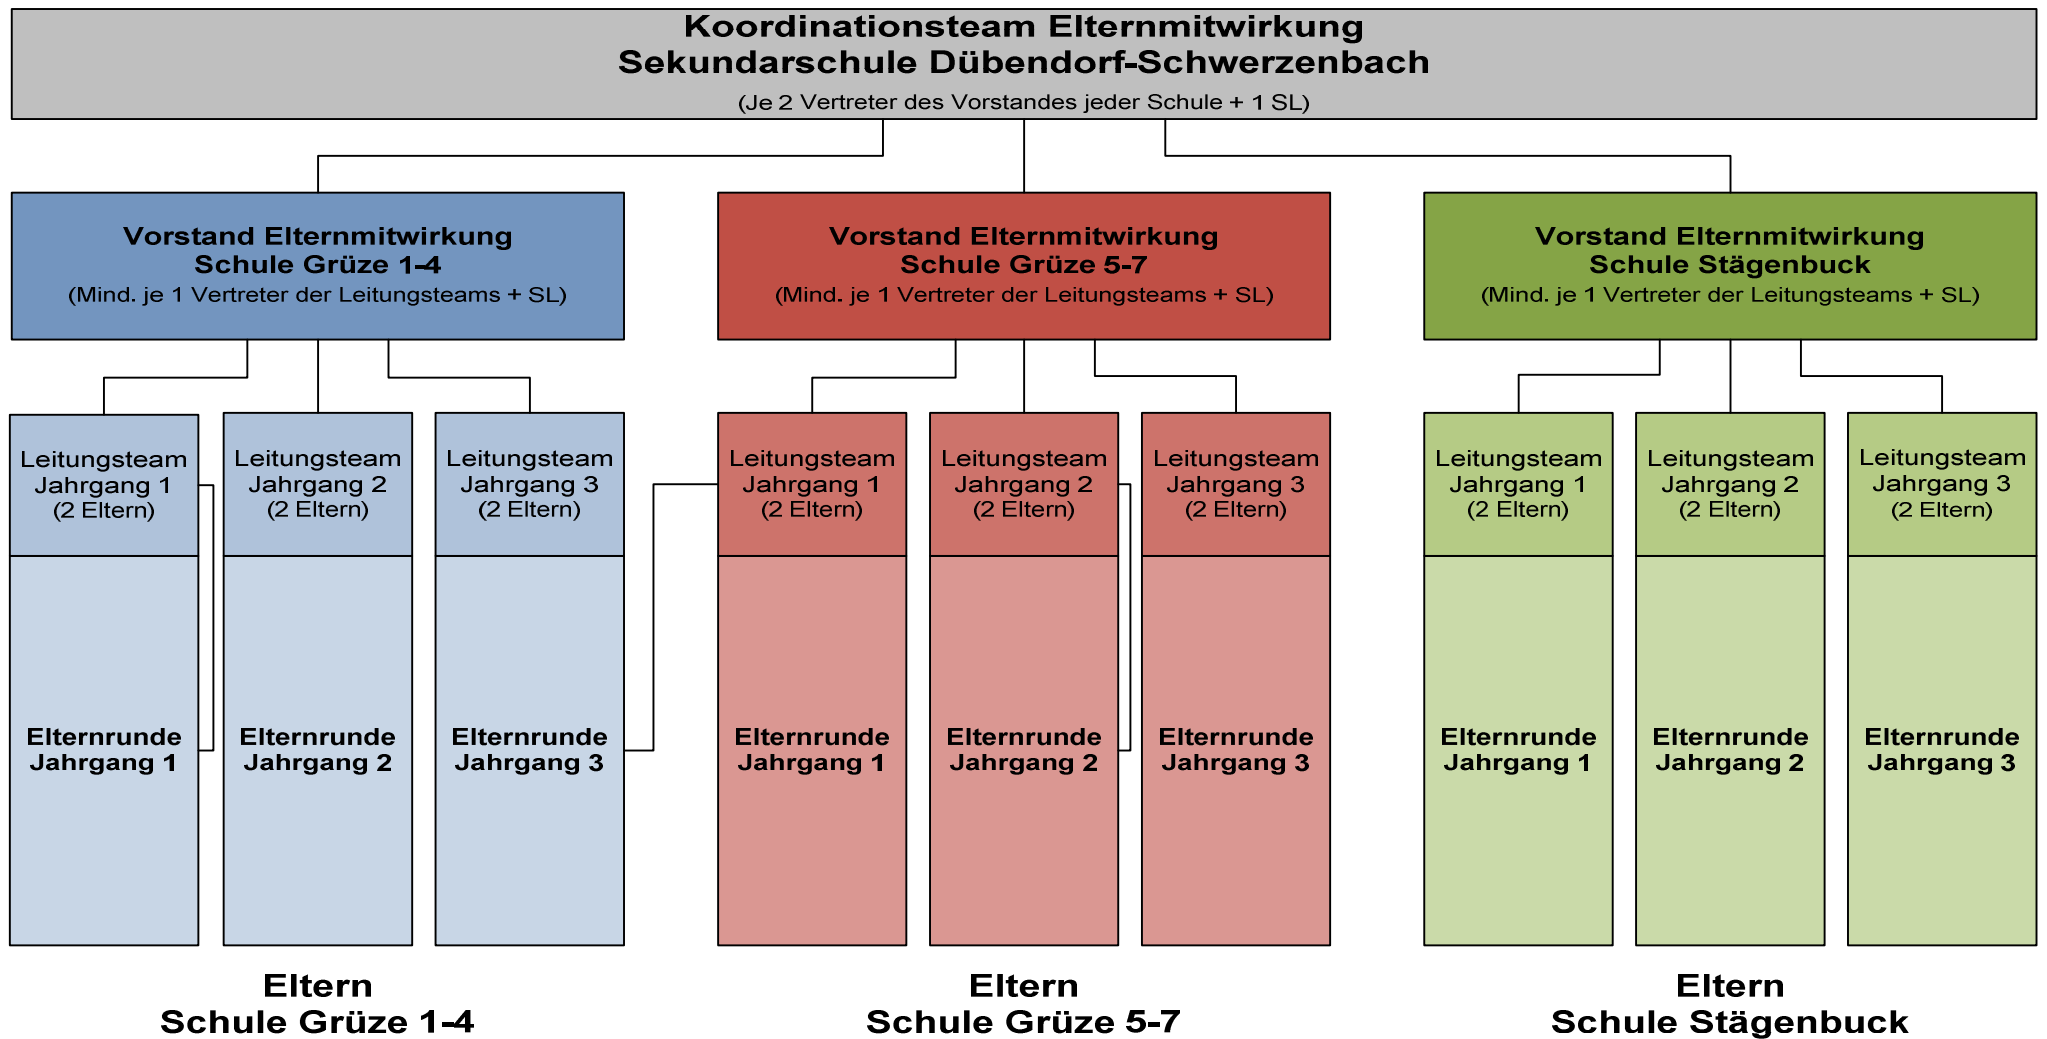 Koordinationsteam Elternmitwirkung
Sekundarschule Dübendorf-Schwerzenbach
(Je 2 Vertreter des Vorstandes jeder Schule + 1 SL)
Vorstand Elternmitwirkung
Schule Grüze 1-4
(Mind. je 1 Vertreter der Leitungsteams + SL)
Vorstand Elternmitwirkung
Schule Grüze 5-7
(Mind. je 1 Vertreter der Leitungsteams + SL)
Vorstand Elternmitwirkung
Schule Stägenbuck
(Mind. je 1 Vertreter der Leitungsteams + SL)
Leitungsteam
Jahrgang 1
(2 Eltern)
Leitungsteam
Jahrgang 2
(2 Eltern)
Leitungsteam
Jahrgang 3
(2 Eltern)
Leitungsteam
Jahrgang 1
(2 Eltern)
Leitungsteam
Jahrgang 2
(2 Eltern)
Leitungsteam
Jahrgang 3
(2 Eltern)
Leitungsteam
Jahrgang 1
(2 Eltern)
Leitungsteam
Jahrgang 2
(2 Eltern)
Leitungsteam
Jahrgang 3
(2 Eltern)
Elternrunde
Jahrgang 1
Elternrunde
Jahrgang 2
Elternrunde
Jahrgang 3
Elternrunde
Jahrgang 1
Elternrunde
Jahrgang 2
Elternrunde
Jahrgang 3
Elternrunde
Jahrgang 1
Elternrunde
Jahrgang 2
Elternrunde
Jahrgang 3
Eltern
Schule Grüze 1-4
Eltern
Schule Grüze 5-7
Eltern
Schule Stägenbuck